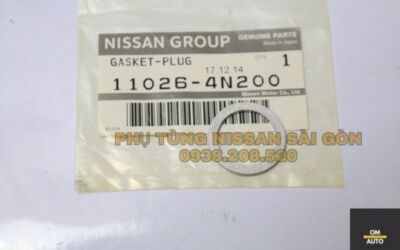 NISSAN GROUP
GENUINE PARTS
Made in Japan
GASKET-PLUG
17.12.14
QTY.
1
11026-4N200
Nissan Motor Co., Ltd.
PHỤ TÙNG NISSAN SÀI GÒN
0938.208.520
OM
AUTO